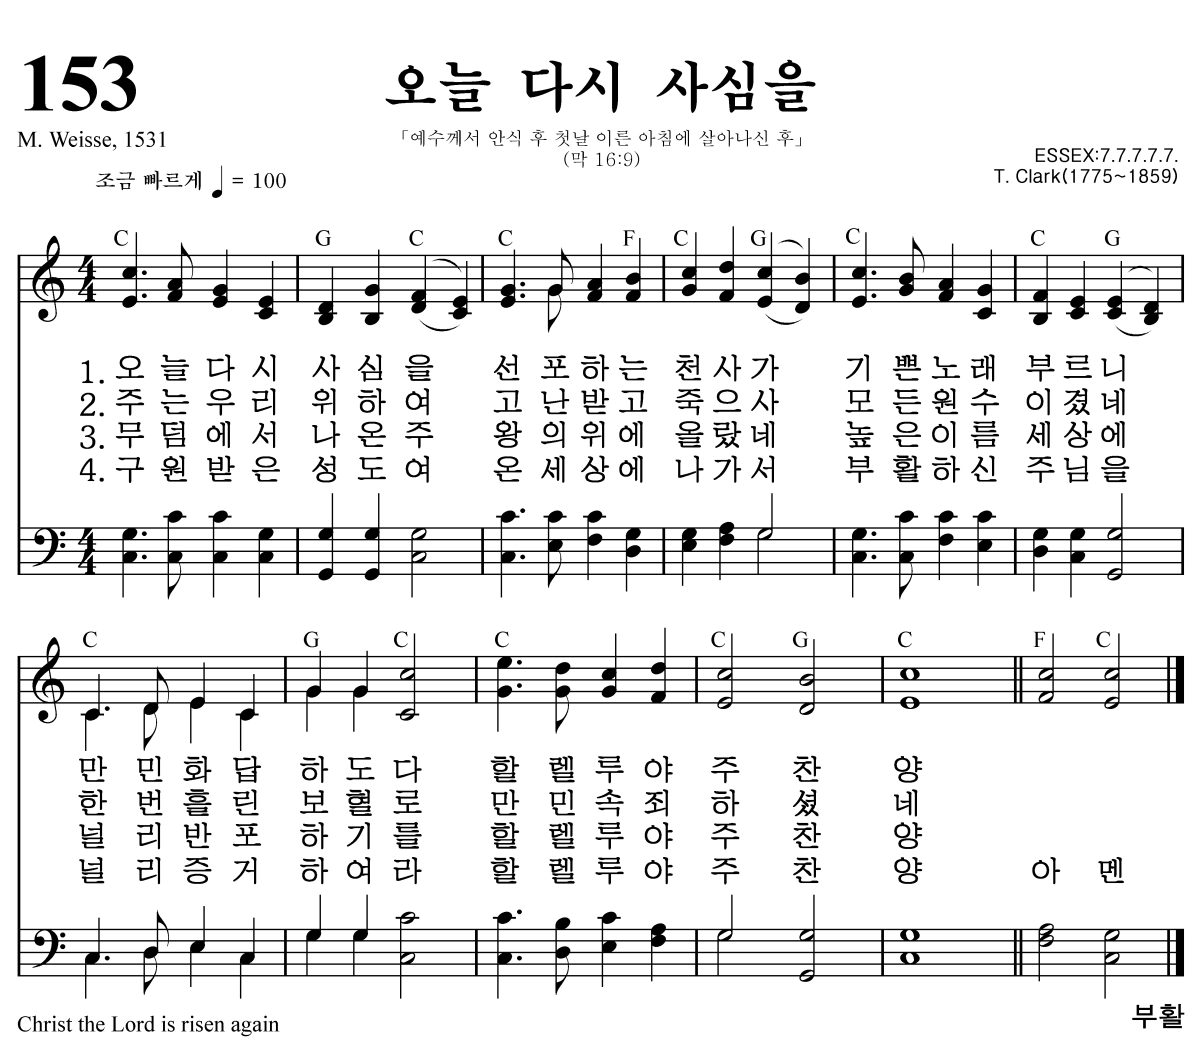 153
오늘 다시 사심을
M. Weisse, 1531
「예수께서 안식 후 첫날 이른 아침에 살아나신 후」
(막 16:9)
ESSEX:7.7.7.7.7.
조금 빠르게 ♩ = 100
T. Clark(1775~1859)
C G C C F C G C C G
4 4
1. 오 늘 다 시 사 심 을 선 포 하 는 천 사 가 기 쁜 노 래 부 르 니
2. 주 는 우 리 위 하 여 고 난 받 고 죽 으 사 모 든 원 수 이 겼 네
3. 무 덤 에 서 나 온 주 왕 의 위 에 올 랐 네 높 은 이 름 세 상 에
4. 구 원 받 은 성 도 여 온 세 상 에 나 가 서 부 활 하 신 주 님 을
4 4
C G C C C G C F C
만 민 화 답 하 도 다 할 렐 루 야 주 찬 양
한 번 흘 린 보 혈 로 만 민 속 죄 하 셨 네
널 리 반 포 하 기 를 할 렐 루 야 주 찬 양
널 리 증 거 하 여 라 할 렐 루 야 주 찬 양 아 멘
Christ the Lord is risen again
부활